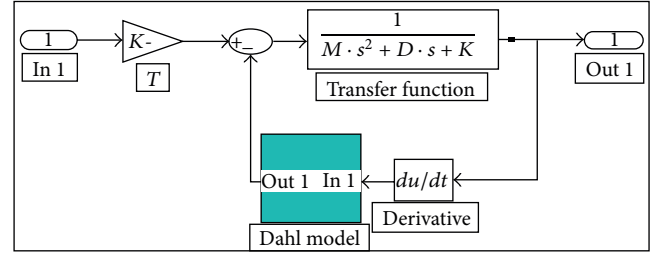 1
In 1
K-
T
+
−
1
M · s² + D · s + K
Transfer function
1
Out 1
Out 1 In 1
Dahl model
du/dt
Derivative